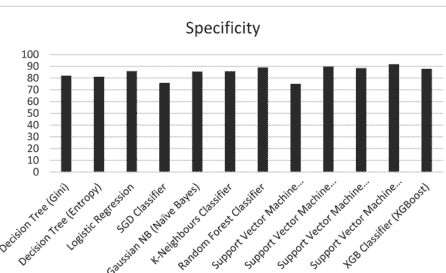 Specificity
100
90
80
70
60
50
40
30
20
10
0
Decision Tree (Gini)
Decision Tree (Entropy)
Logistic Regression
SGD Classifier
Gaussian NB (Naïve Bayes)
K-Neighbours Classifier
Random Forest Classifier
Support Vector Machine...
Support Vector Machine...
Support Vector Machine...
Support Vector Machine...
XGB Classifier (XGBoost)